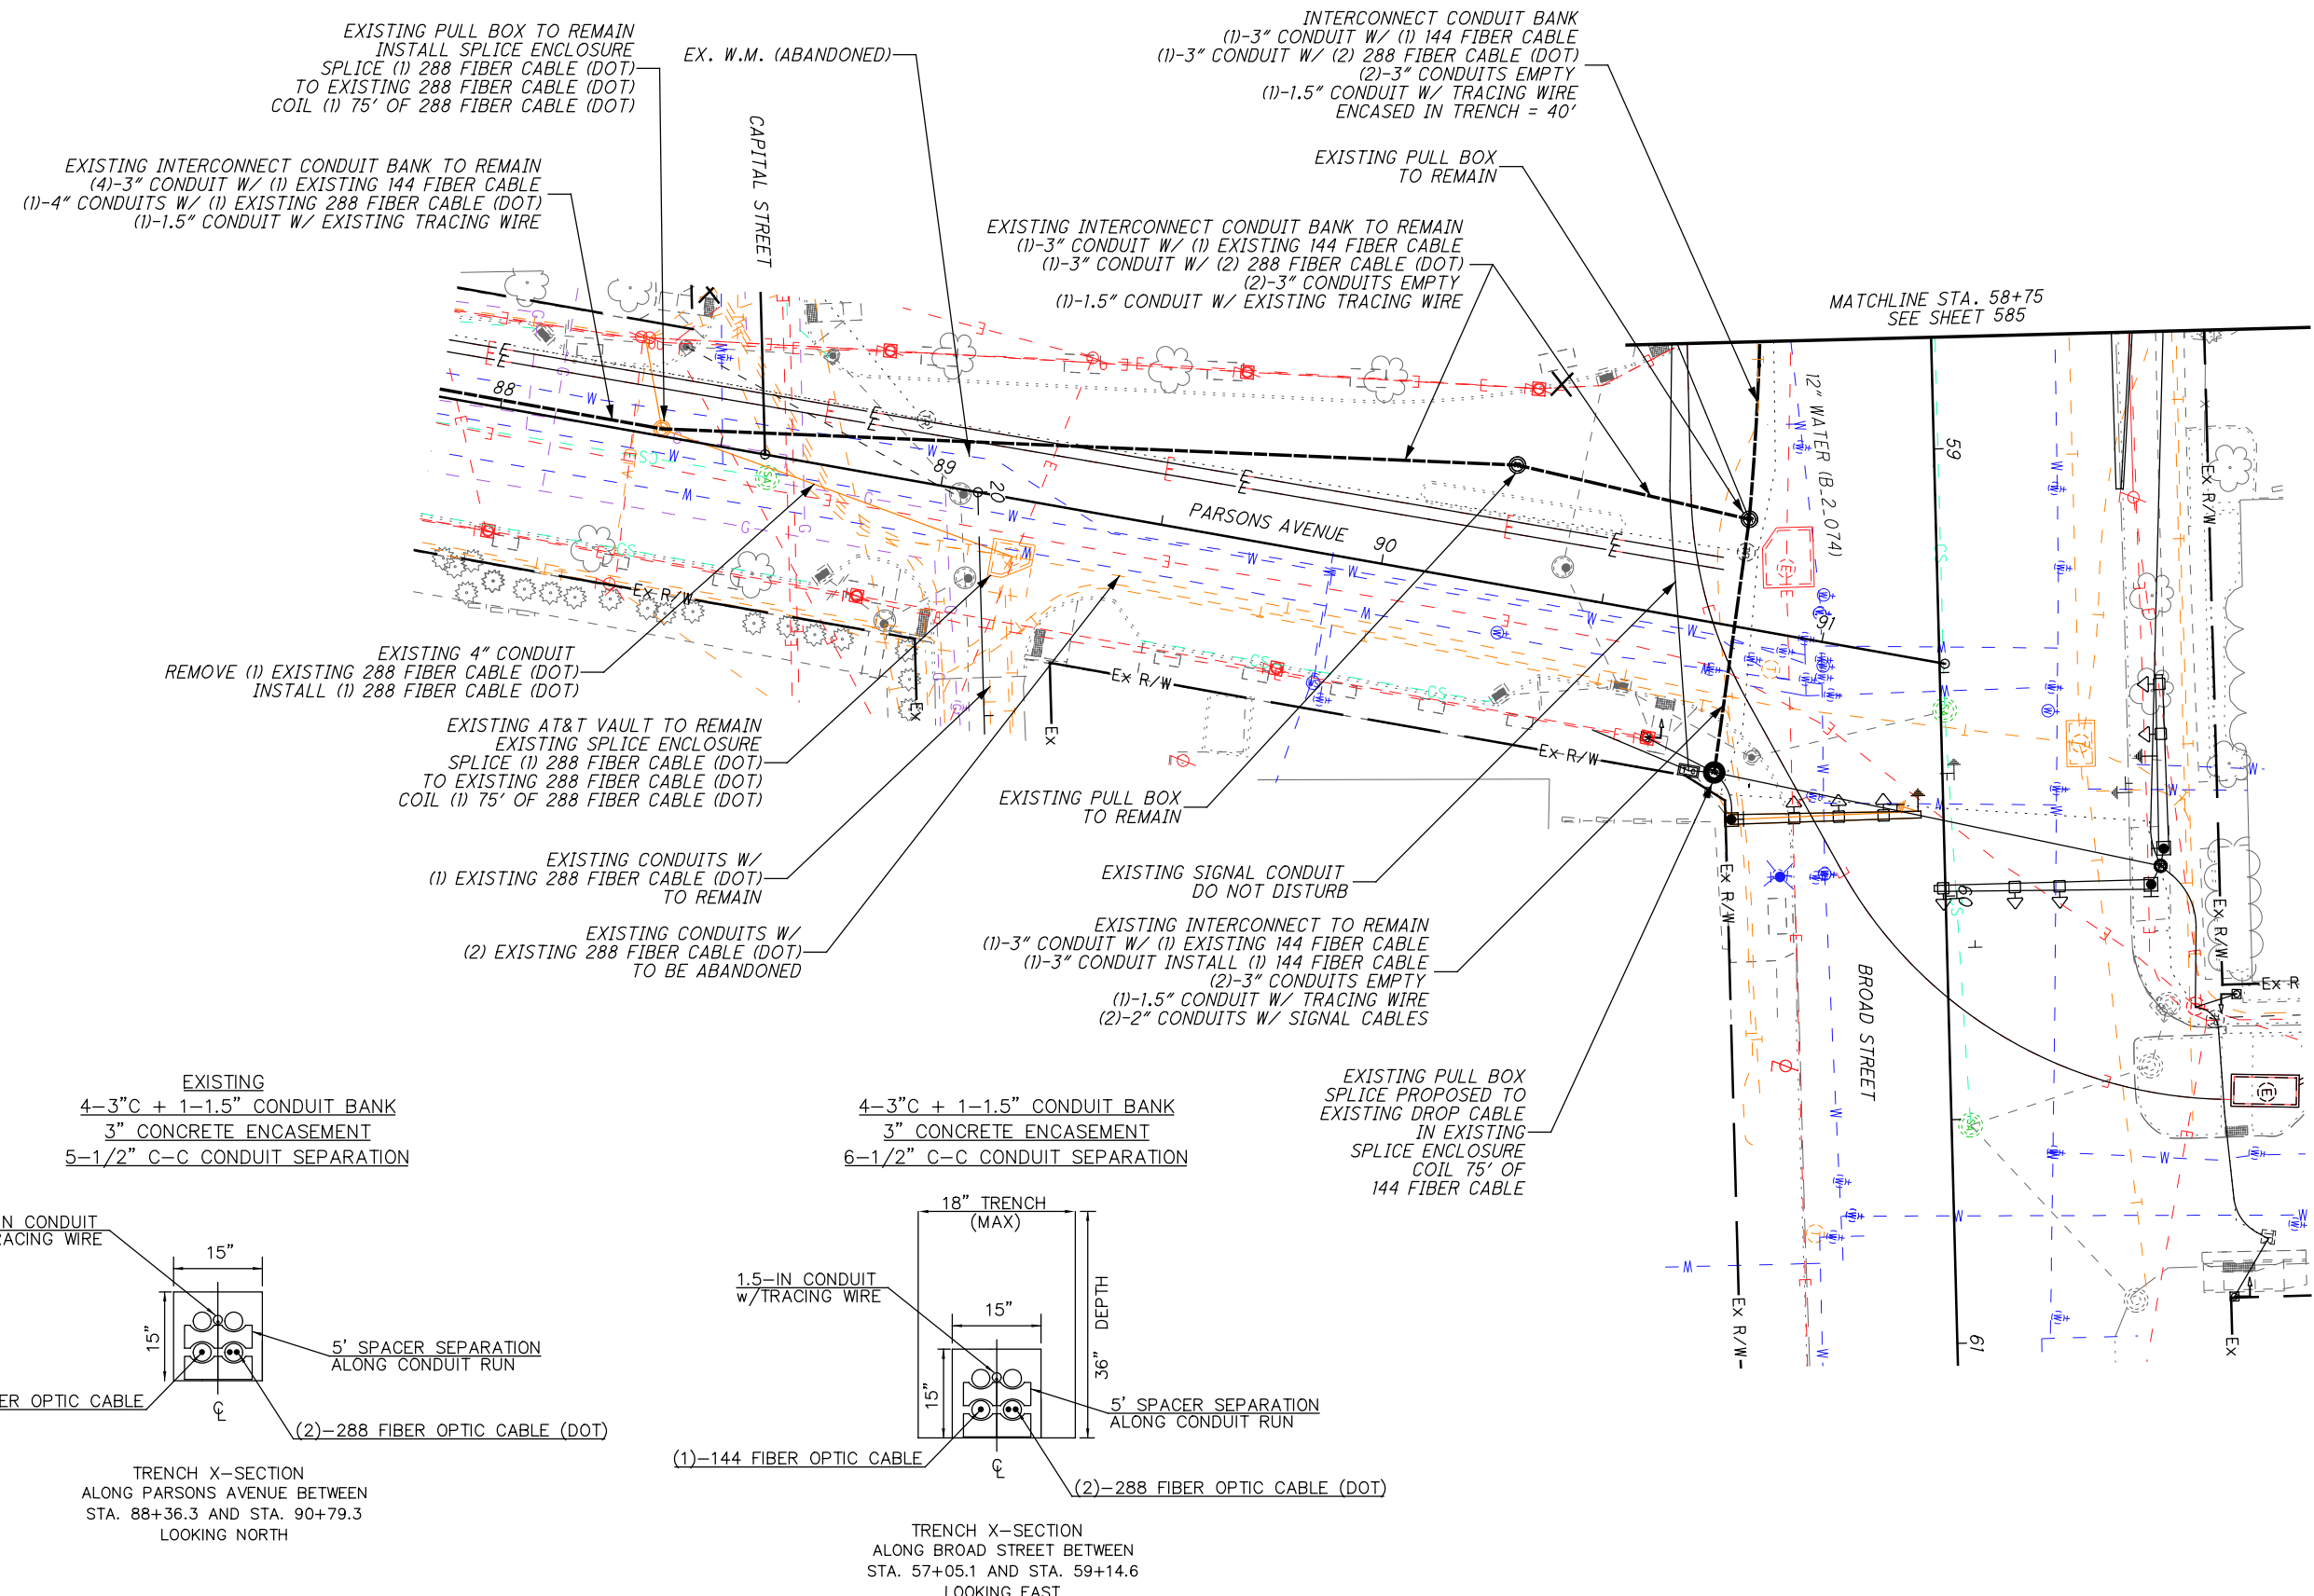 EXISTING PULL BOX TO REMAIN
INSTALL SPLICE ENCLOSURE
SPLICE (1) 288 FIBER CABLE (DOT)
TO EXISTING 288 FIBER CABLE (DOT)
COIL (1) 75' OF 288 FIBER CABLE (DOT)
EX. W.M. (ABANDONED)
INTERCONNECT CONDUIT BANK
(1)-3" CONDUIT W/ (1) 144 FIBER CABLE
(1)-3" CONDUIT W/ (2) 288 FIBER CABLE (DOT)
(2)-3" CONDUITS EMPTY
(1)-1.5" CONDUIT W/ TRACING WIRE
ENCASED IN TRENCH = 40'
CAPITAL STREET
EXISTING INTERCONNECT CONDUIT BANK TO REMAIN
(4)-3" CONDUIT W/ (1) EXISTING 144 FIBER CABLE
(1)-4" CONDUITS W/ (1) EXISTING 288 FIBER CABLE (DOT)
(1)-1.5" CONDUIT W/ EXISTING TRACING WIRE
EXISTING PULL BOX
TO REMAIN
EXISTING INTERCONNECT CONDUIT BANK TO REMAIN
(1)-3" CONDUIT W/ (1) EXISTING 144 FIBER CABLE
(1)-3" CONDUIT W/ (2) 288 FIBER CABLE (DOT)
(2)-3" CONDUITS EMPTY
(1)-1.5" CONDUIT W/ EXISTING TRACING WIRE
MATCHLINE STA. 58+75
SEE SHEET 585
12" WATER (B-2,074)
88
89
20
PARSONS AVENUE
90
91
59
60
61
Ex R/W
Ex R/W
Ex R/W
Ex R/W
Ex R/W
Ex R/W
Ex R/W
Ex
Ex
Ex
Ex R
BROAD STREET
EXISTING 4" CONDUIT
REMOVE (1) EXISTING 288 FIBER CABLE (DOT)
INSTALL (1) 288 FIBER CABLE (DOT)
EXISTING AT&T VAULT TO REMAIN
EXISTING SPLICE ENCLOSURE
SPLICE (1) 288 FIBER CABLE (DOT)
TO EXISTING 288 FIBER CABLE (DOT)
COIL (1) 75' OF 288 FIBER CABLE (DOT)
EXISTING CONDUITS W/
(1) EXISTING 288 FIBER CABLE (DOT)
TO REMAIN
EXISTING CONDUITS W/
(2) EXISTING 288 FIBER CABLE (DOT)
TO BE ABANDONED
EXISTING PULL BOX
TO REMAIN
EXISTING SIGNAL CONDUIT
DO NOT DISTURB
EXISTING INTERCONNECT TO REMAIN
(1)-3" CONDUIT W/ (1) EXISTING 144 FIBER CABLE
(1)-3" CONDUIT INSTALL (1) 144 FIBER CABLE
(2)-3" CONDUITS EMPTY
(1)-1.5" CONDUIT W/ TRACING WIRE
(2)-2" CONDUITS W/ SIGNAL CABLES
EXISTING PULL BOX
SPLICE PROPOSED TO
EXISTING DROP CABLE
IN EXISTING
SPLICE ENCLOSURE
COIL 75' OF
144 FIBER CABLE
EXISTING
4-3"C + 1-1.5" CONDUIT BANK
3" CONCRETE ENCASEMENT
5-1/2" C-C CONDUIT SEPARATION
N CONDUIT
RACING WIRE
15"
15"
5' SPACER SEPARATION
ALONG CONDUIT RUN
ER OPTIC CABLE
(2)-288 FIBER OPTIC CABLE (DOT)
TRENCH X-SECTION
ALONG PARSONS AVENUE BETWEEN
STA. 88+36.3 AND STA. 90+79.3
LOOKING NORTH
4-3"C + 1-1.5" CONDUIT BANK
3" CONCRETE ENCASEMENT
6-1/2" C-C CONDUIT SEPARATION
18" TRENCH
(MAX)
1.5-IN CONDUIT
w/TRACING WIRE
15"
15"
36" DEPTH
5' SPACER SEPARATION
ALONG CONDUIT RUN
(1)-144 FIBER OPTIC CABLE
(2)-288 FIBER OPTIC CABLE (DOT)
TRENCH X-SECTION
ALONG BROAD STREET BETWEEN
STA. 57+05.1 AND STA. 59+14.6
LOOKING EAST